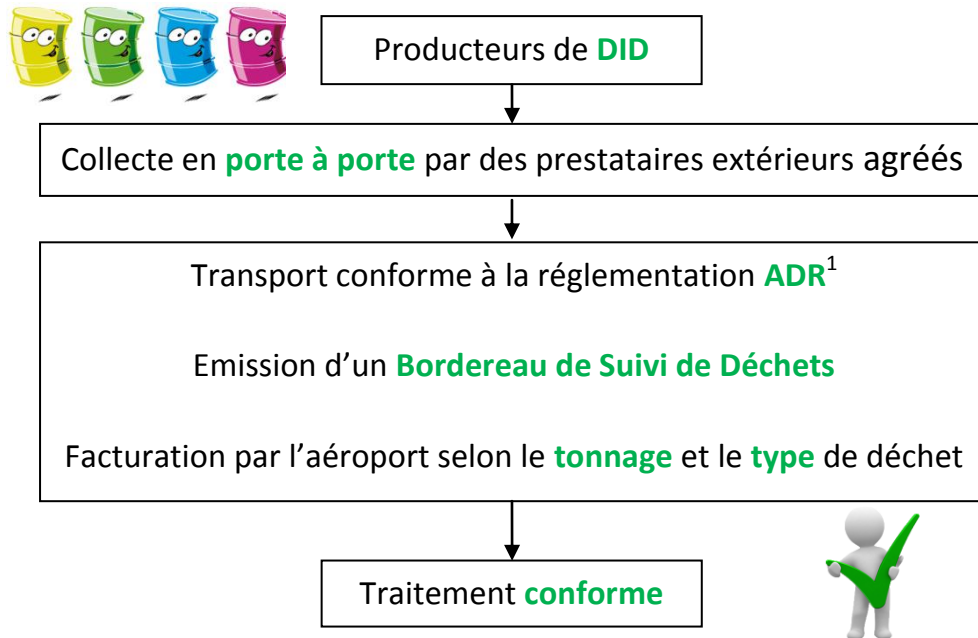 Producteurs de DID
Collecte en porte à porte par des prestataires extérieurs agréés
Transport conforme à la réglementation ADR¹
Emission d’un Bordereau de Suivi de Déchets
Facturation par l’aéroport selon le tonnage et le type de déchet
Traitement conforme